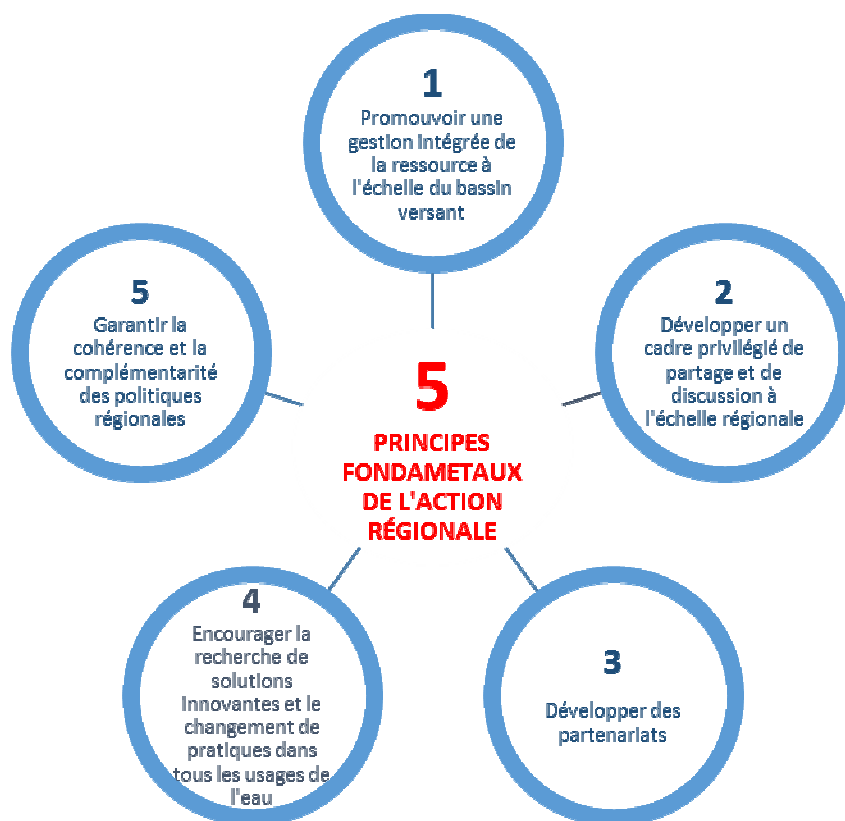 1
Promouvoir une
gestion intégrée de
la ressource à
l'échelle du bassin
versant
5
Garantir la
cohérence et la
complémentarité
des politiques
régionales
2
Développer un
cadre privilégié de
partage et de
discussion à
l'échelle régionale
5
PRINCIPES
FONDAMETAUX
DE L'ACTION
RÉGIONALE
4
Encourager la
recherche de
solutions
innovantes et le
changement de
pratiques dans
tous les usages de
l'eau
3
Développer des
partenariats